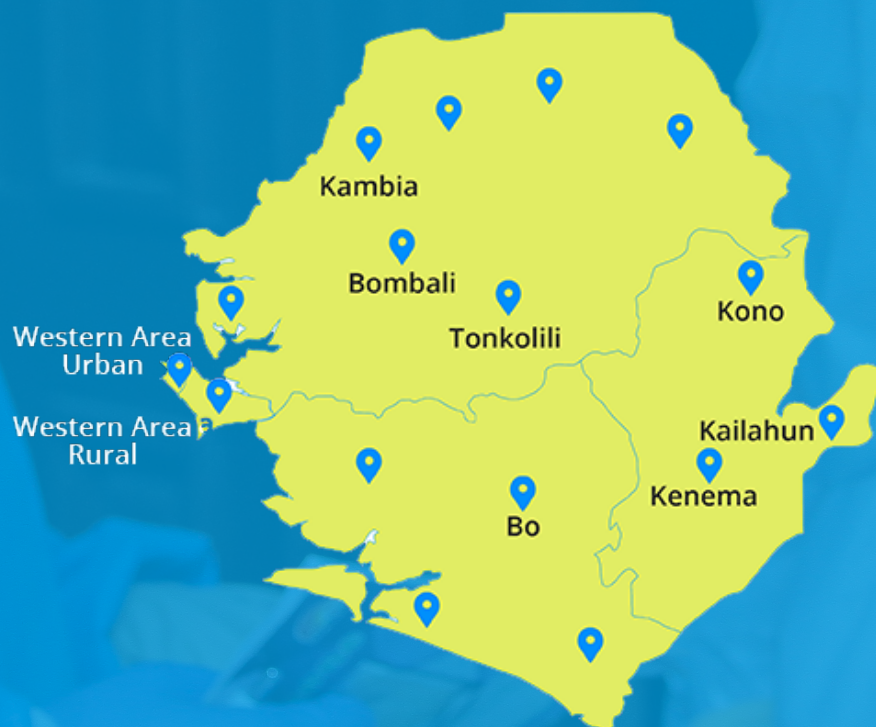 Kambia
Bombali
Tonkolili
Kono
Western Area
Urban
Western Area
Rural
Kailahun
Kenema
Bo